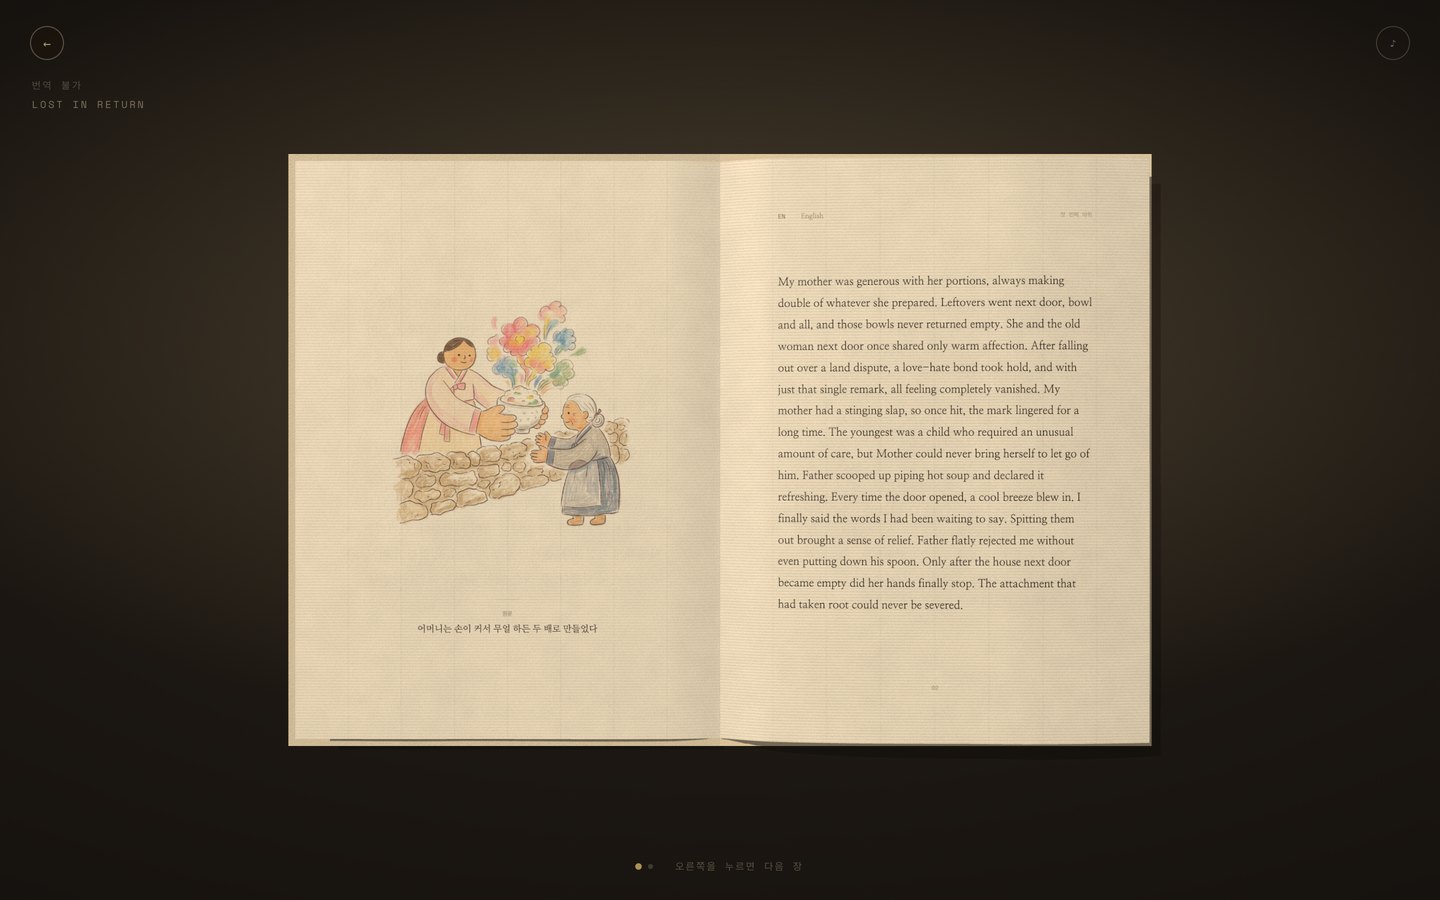 ←
♪
번역 불가
LOST IN RETURN
원문
어머니는 손이 커서 무얼 하든 두 배로 만들었다
EN English
첫 번째
My mother was generous with her portions, always making
double of whatever she prepared. Leftovers went next door, bowl
and all, and those bowls never returned empty. She and the old
woman next door once shared only warm affection. After falling
out over a land dispute, a love–hate bond took hold, and with
just that single remark, all feeling completely vanished. My
mother had a stinging slap, so once hit, the mark lingered for a
long time. The youngest was a child who required an unusual
amount of care, but Mother could never bring herself to let go of
him. Father scooped up piping hot soup and declared it
refreshing. Every time the door opened, a cool breeze blew in. I
finally said the words I had been waiting to say. Spitting them
out brought a sense of relief. Father flatly rejected me without
even putting down his spoon. Only after the house next door
became empty did her hands finally stop. The attachment that
had taken root could never be severed.
02
오른쪽을 누르면 다음 장